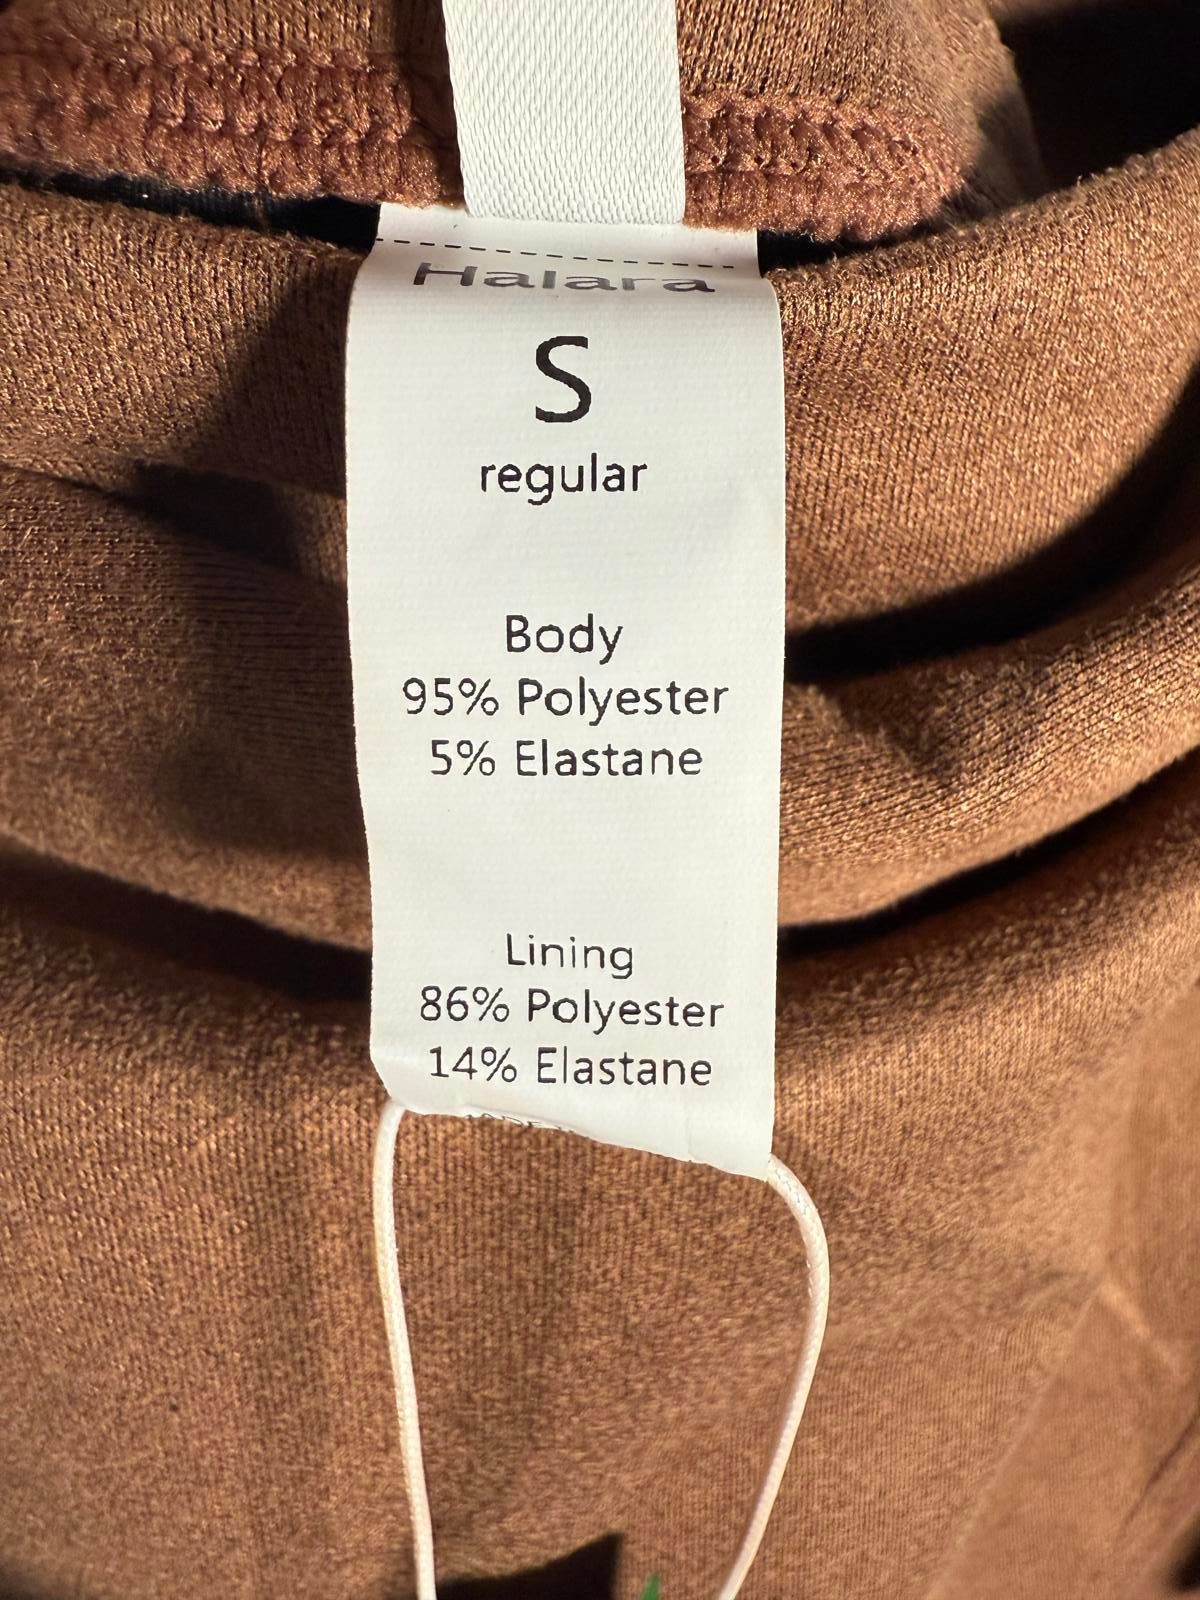 Halara
S
regular
Body
95% Polyester
5% Elastane
Lining
86% Polyester
14% Elastane